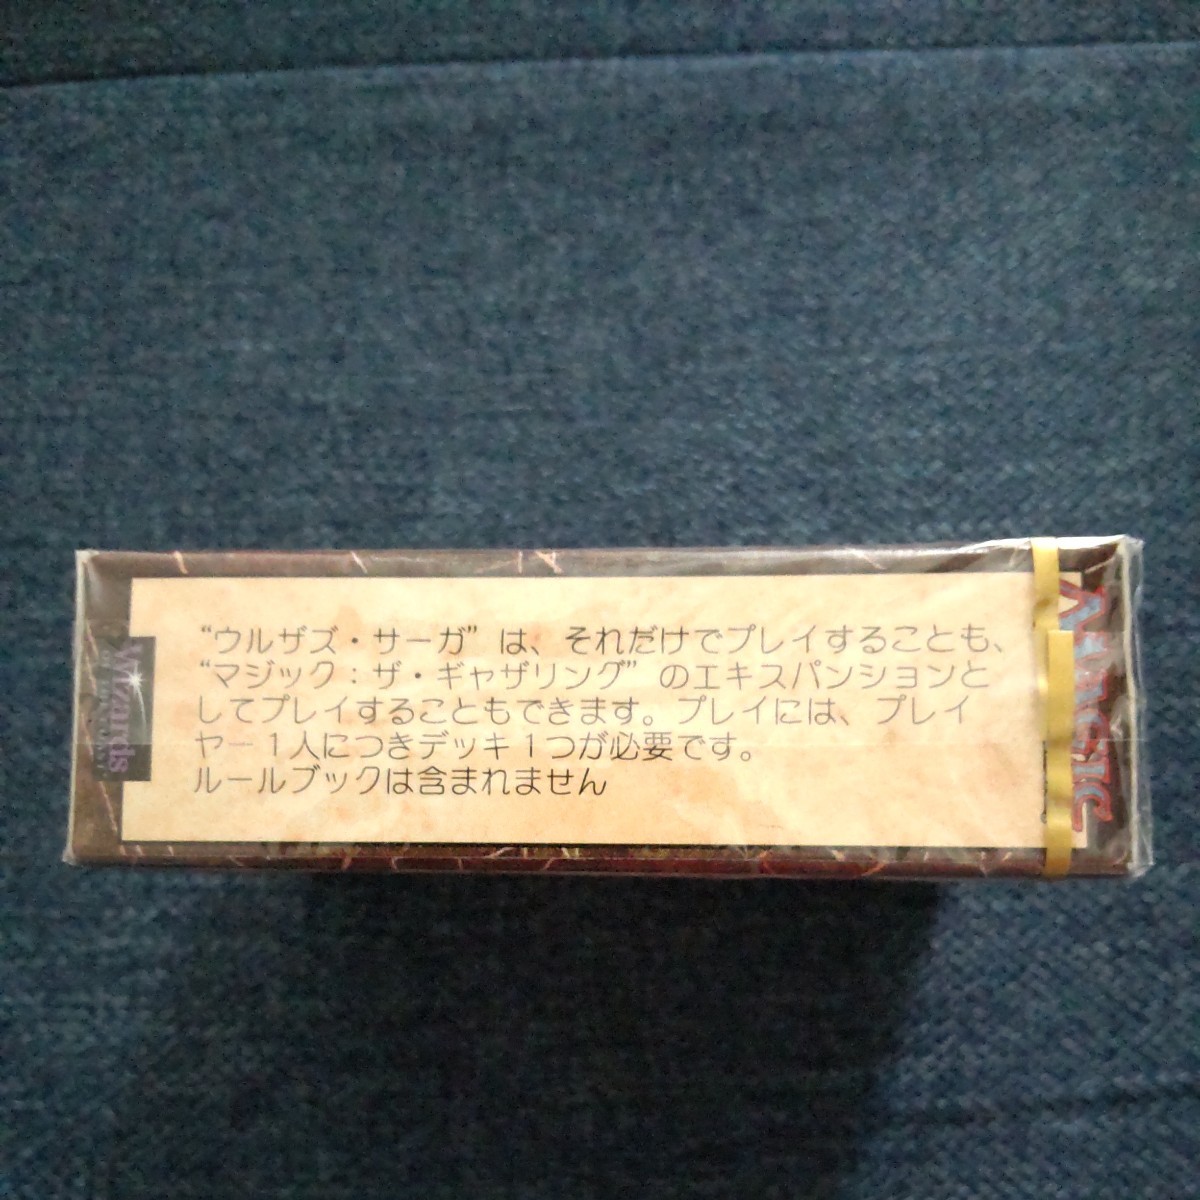 “ウルザズ・サーガ”は、それだけでプレイすることも、
“マジック：ザ・ギャザリング”のエキスパンションと
してプレイすることもできます。プレイには、プレイ
ヤー1人につきデッキ1つが必要です。
ルールブックは含まれません
Wizards
MAGIC